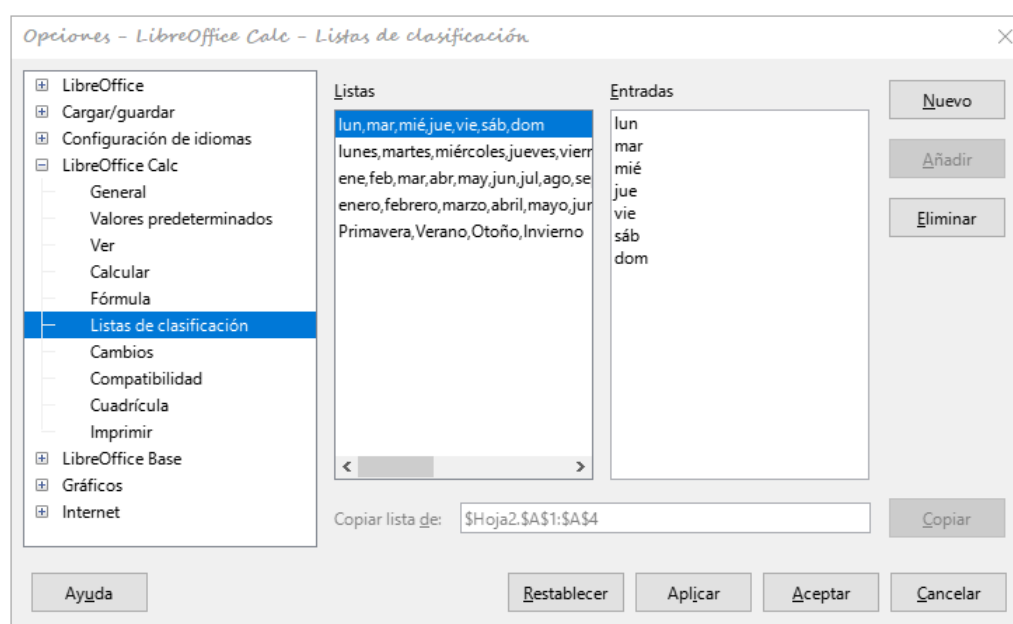 Opciones - LibreOffice Calc - Listas de clasificación
LibreOffice
Cargar/guardar
Configuración de idiomas
LibreOffice Calc
General
Valores predeterminados
Ver
Calcular
Fórmula
Listas de clasificación
Cambios
Compatibilidad
Cuadrícula
Imprimir
LibreOffice Base
Gráficos
Internet
Listas
lun,mar,mié,jue,vie,sáb,dom
lunes,martes,miércoles,jueves,vierr
ene,feb,mar,abr,may,jun,jul,ago,se
enero,febrero,marzo,abril,mayo,jur
Primavera,Verano,Otoño,Invierno
Entradas
lun
mar
mié
jue
vie
sáb
dom
Nuevo
Añadir
Eliminar
Copiar lista de: $Hoja2.$A$1:$A$4
Copiar
Ayuda
Restablecer
Aplicar
Aceptar
Cancelar